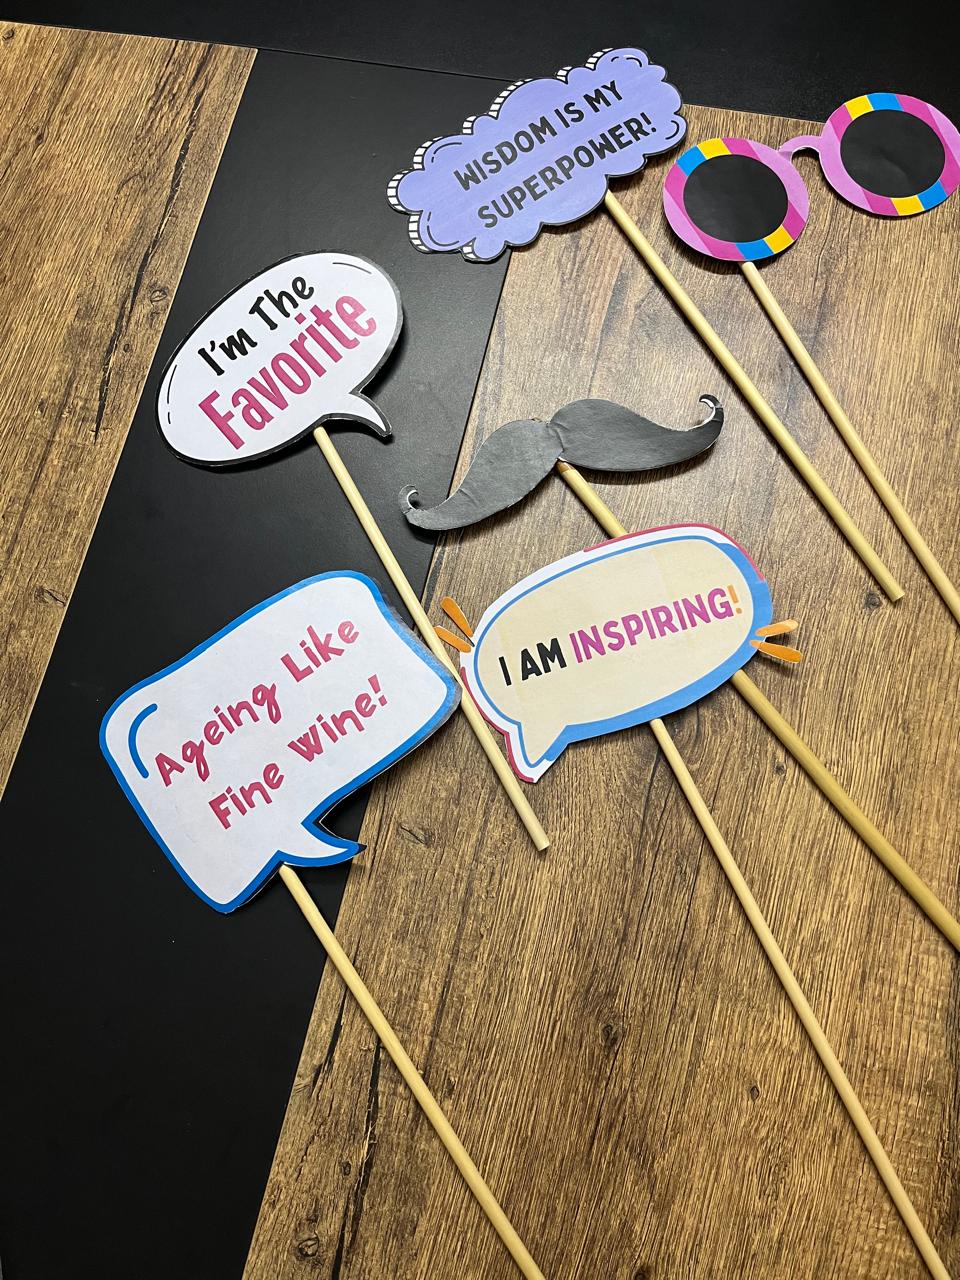 WISDOM IS MY
SUPERPOWER!
I'm The
Favorite
I AM INSPIRING!
Ageing Like
Fine Wine!